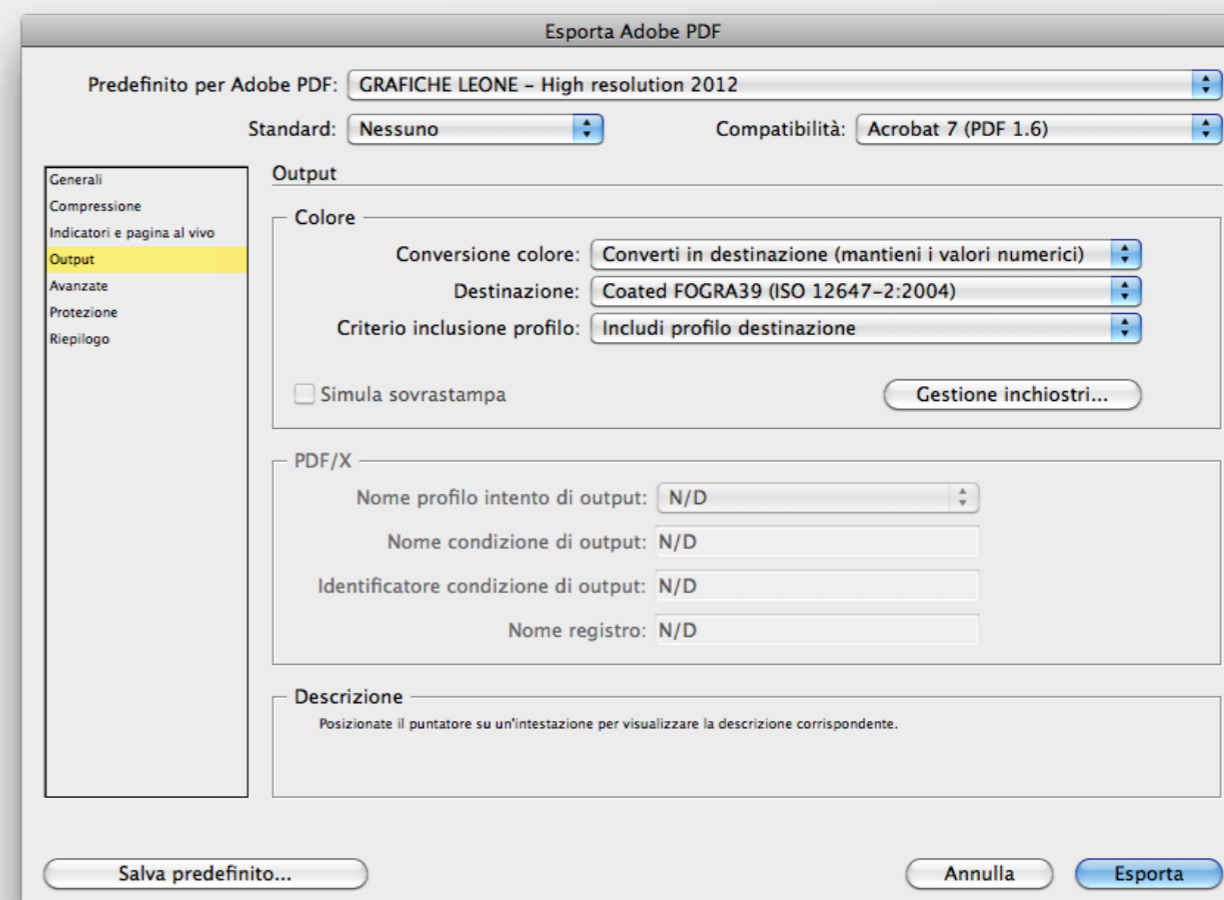 Esporta Adobe PDF
Predefinito per Adobe PDF: GRAFICHE LEONE – High resolution 2012
Standard: Nessuno Compatibilità: Acrobat 7 (PDF 1.6)
Generali
Compressione
Indicatori e pagina al vivo
Output
Avanzate
Protezione
Riepilogo
Output
Colore
Conversione colore: Converti in destinazione (mantieni i valori numerici)
Destinazione: Coated FOGRA39 (ISO 12647-2:2004)
Criterio inclusione profilo: Includi profilo destinazione
Simula sovrastampa Gestione inchiostri...
PDF/X
Nome profilo intento di output: N/D
Nome condizione di output: N/D
Identificatore condizione di output: N/D
Nome registro: N/D
Descrizione
Posizionate il puntatore su un'intestazione per visualizzare la descrizione corrispondente.
Salva predefinito... Annulla Esporta